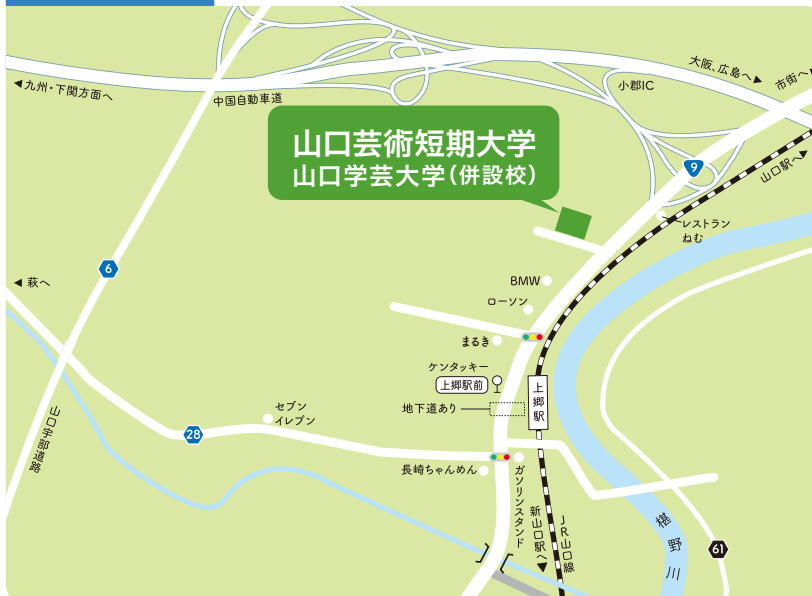 大阪、広島へ▶
市街へ▶
◀九州・下関方面へ
中国自動車道
小郡IC
山口芸術短期大学
山口学芸大学(併設校)
9
山口駅へ▶
レストラン
ねむ
6
◀萩へ
BMW
ローソン
まるき
ケンタッキー
上郷駅前
上郷駅
地下道あり
セブン
イレブン
28
山口宇部道路
長崎ちゃんめん
ガソリンスタンド
新山口駅へ▼
JR山口線
椹野川
61